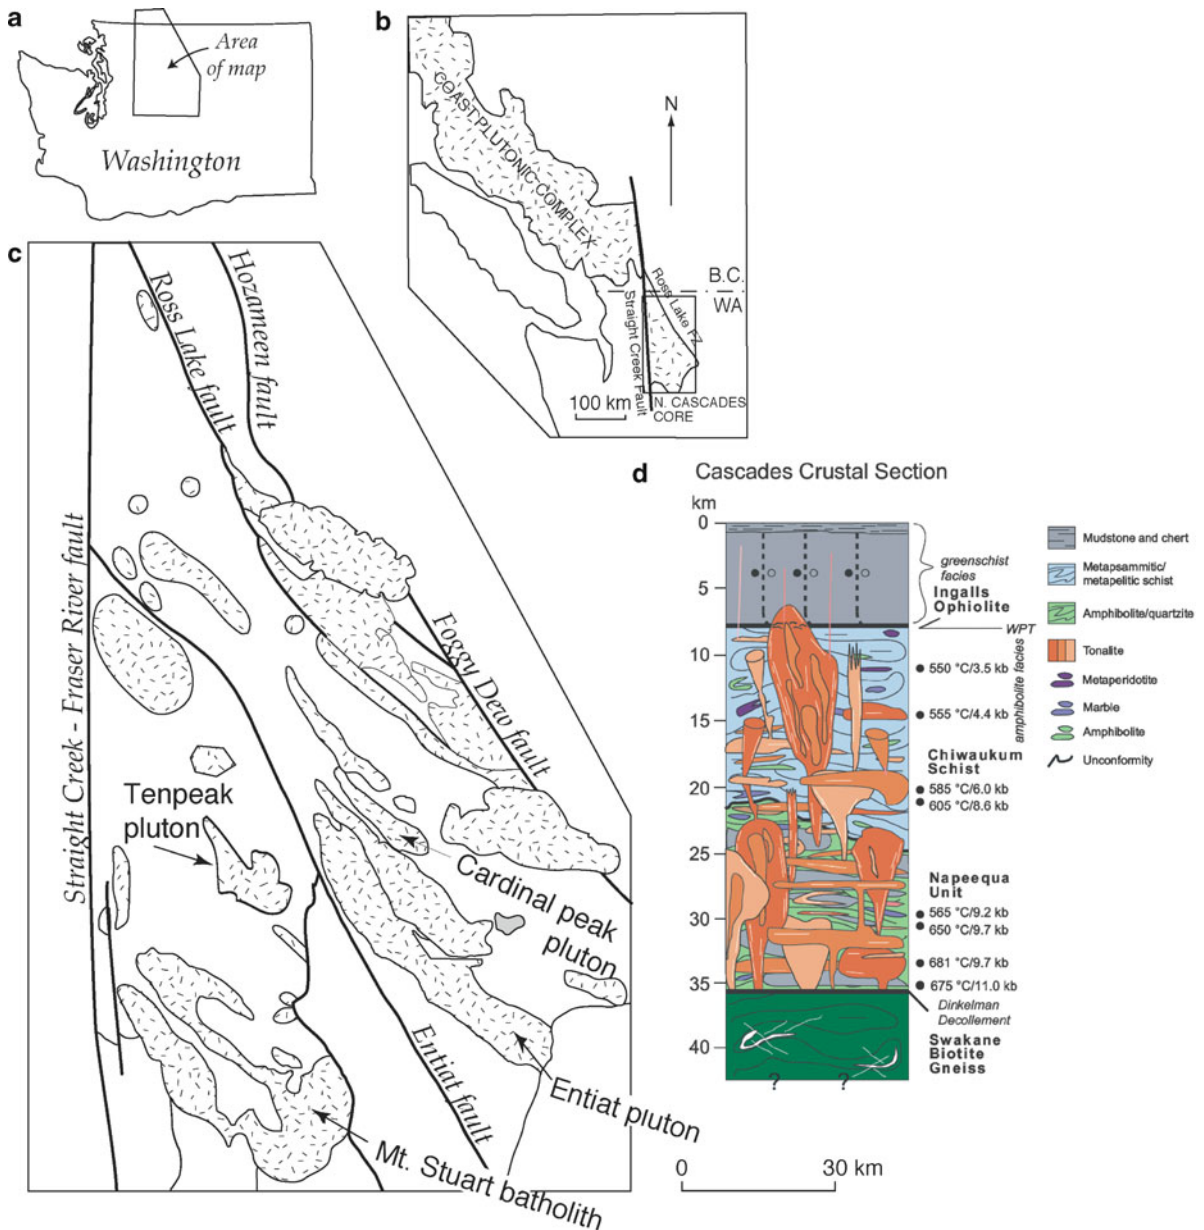 a
Area
of map
Washington
b
COAST PLUTONIC COMPLEX
N
B.C.
WA
Ross Lake FZ
Straight Creek Fault
100 km
N. CASCADES
CORE
c
Ross Lake fault
Hozameen fault
Straight Creek - Fraser River fault
Foggy Dew fault
Tenpeak
pluton
Cardinal peak
pluton
Entiat fault
Entiat pluton
Mt. Stuart batholith
0 30 km
d Cascades Crustal Section
km
0
5
10
15
20
25
30
35
40
greenschist
facies
Ingalls
Ophiolite
WPT
amphibolite facies
550 °C/3.5 kb
555 °C/4.4 kb
Chiwaukum
Schist
585 °C/6.0 kb
605 °C/8.6 kb
Napeequa
Unit
565 °C/9.2 kb
650 °C/9.7 kb
681 °C/9.7 kb
675 °C/11.0 kb
Dinkelman
Decollement
Swakane
Biotite
Gneiss
? ?
Mudstone and chert
Metapsammitic/
metapelitic schist
Amphibolite/quartzite
Tonalite
Metaperidotite
Marble
Amphibolite
Unconformity